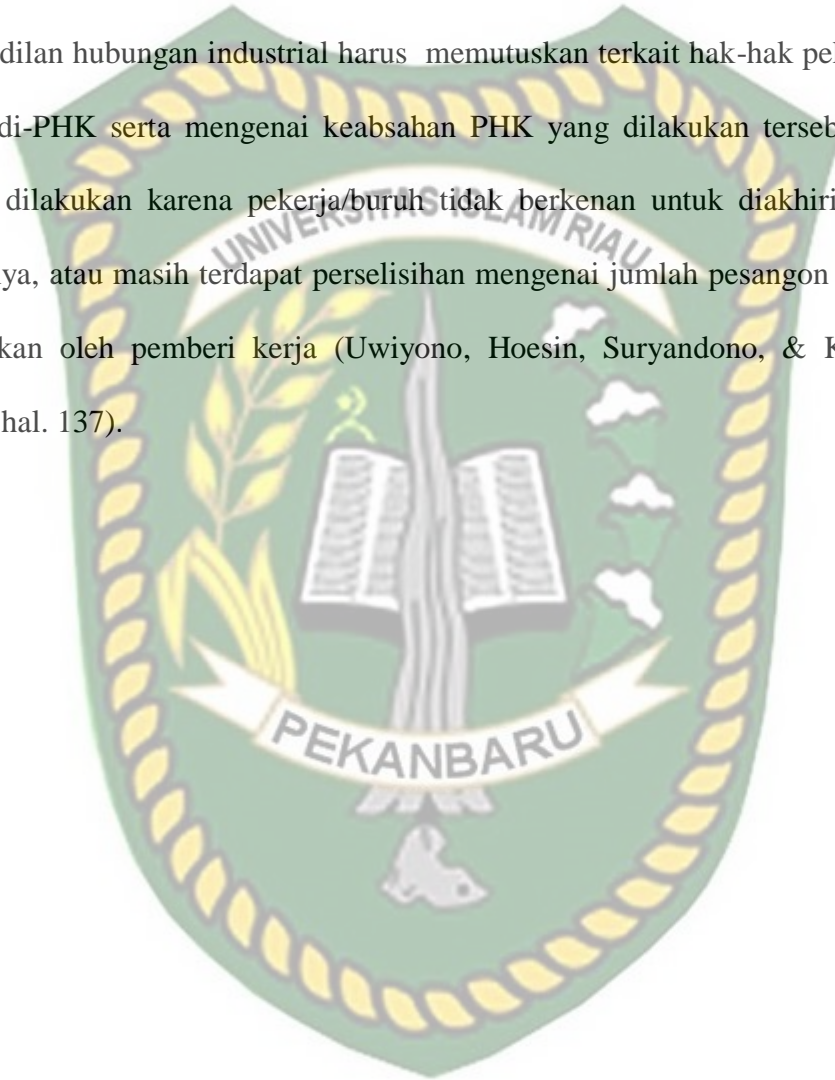 dilan hubungan industrial harus memutuskan terkait hak-hak pe
di-PHK serta mengenai keabsahan PHK yang dilakukan terseb
dilakukan karena pekerja/buruh tidak berkenan untuk diakhiri
ya, atau masih terdapat perselisihan mengenai jumlah pesangon
kan oleh pemberi kerja (Uwiyono, Hoesin, Suryandono, & K
hal. 137).
UNIVERSITAS ISLAM RIAU
PEKANBARU